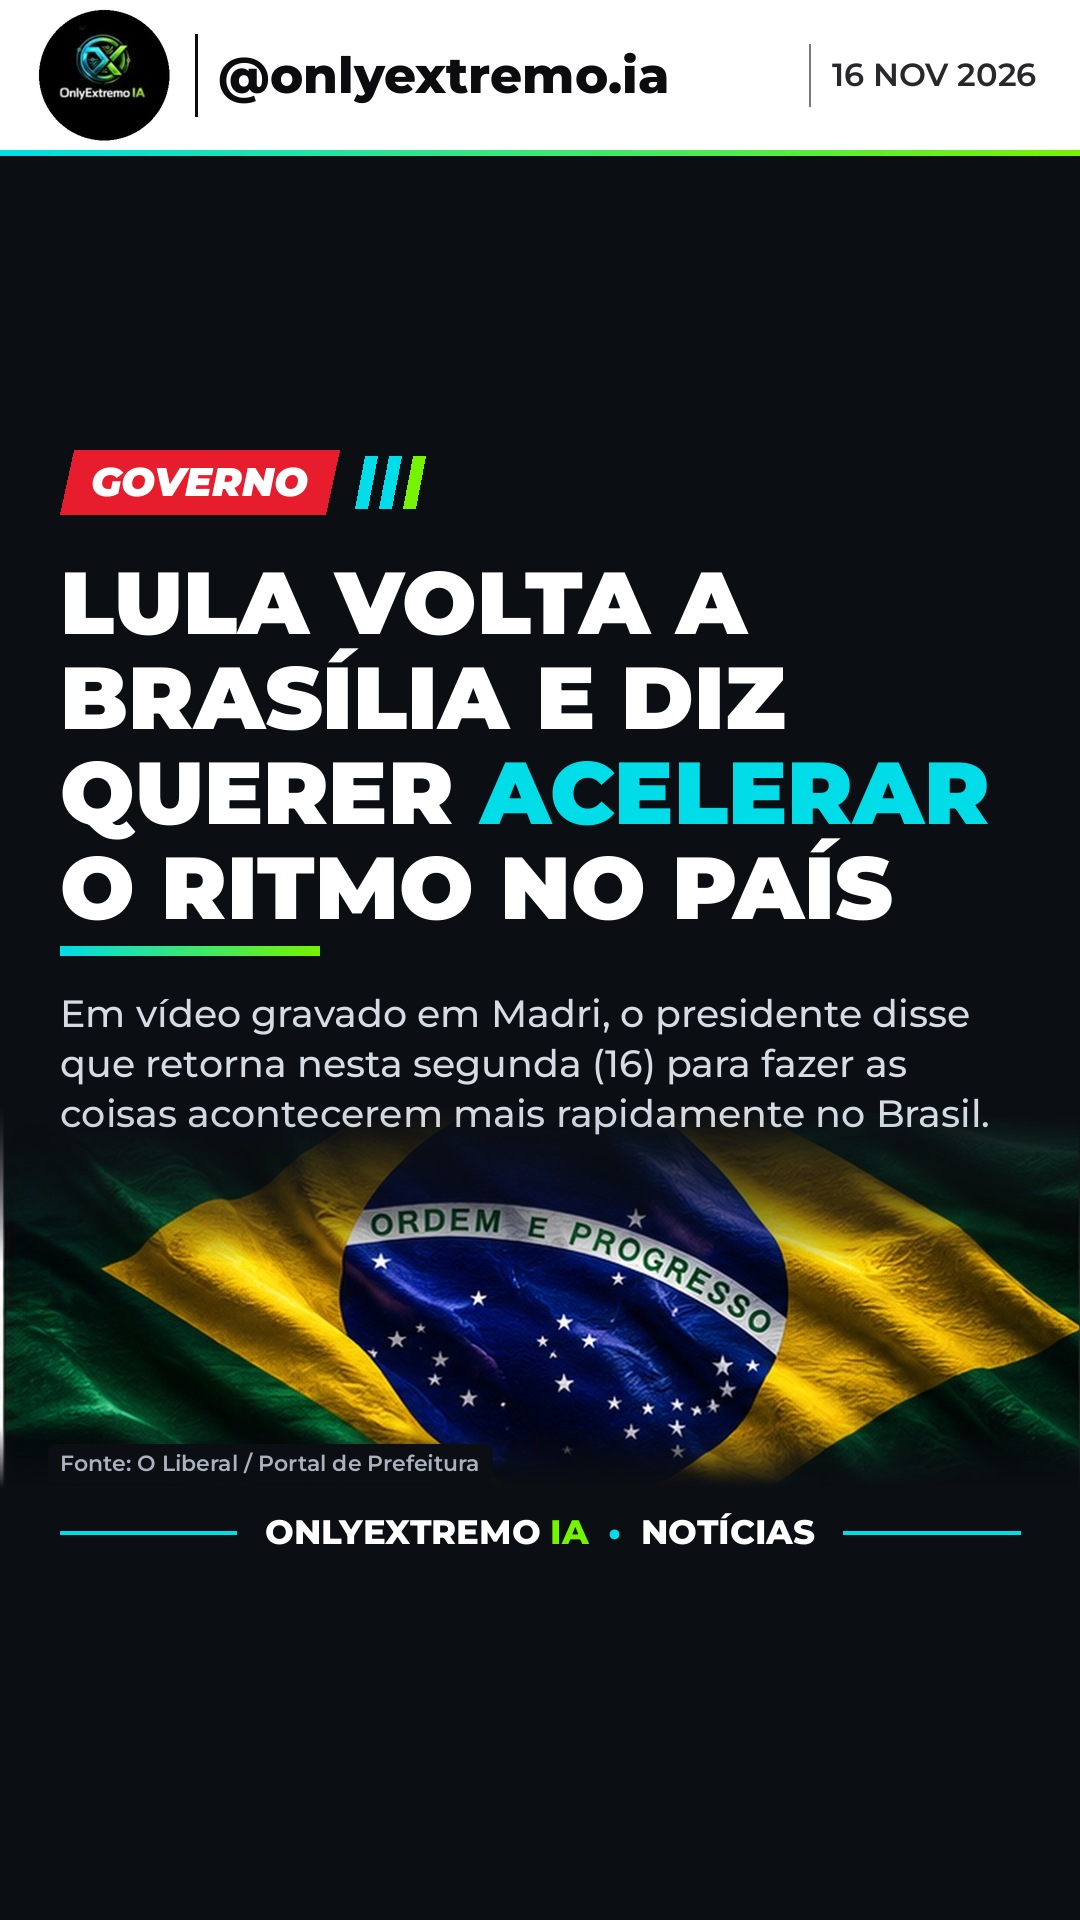 OnlyExtremo IA
@onlyextremo.ia
16 NOV 2026
GOVERNO
LULA VOLTA A
BRASÍLIA E DIZ
QUERER ACELERAR
O RITMO NO PAÍS
Em vídeo gravado em Madri, o presidente disse
que retorna nesta segunda (16) para fazer as
coisas acontecerem mais rapidamente no Brasil.
ORDEM E PROGRESSO
Fonte: O Liberal / Portal de Prefeitura
ONLYEXTREMO IA • NOTÍCIAS